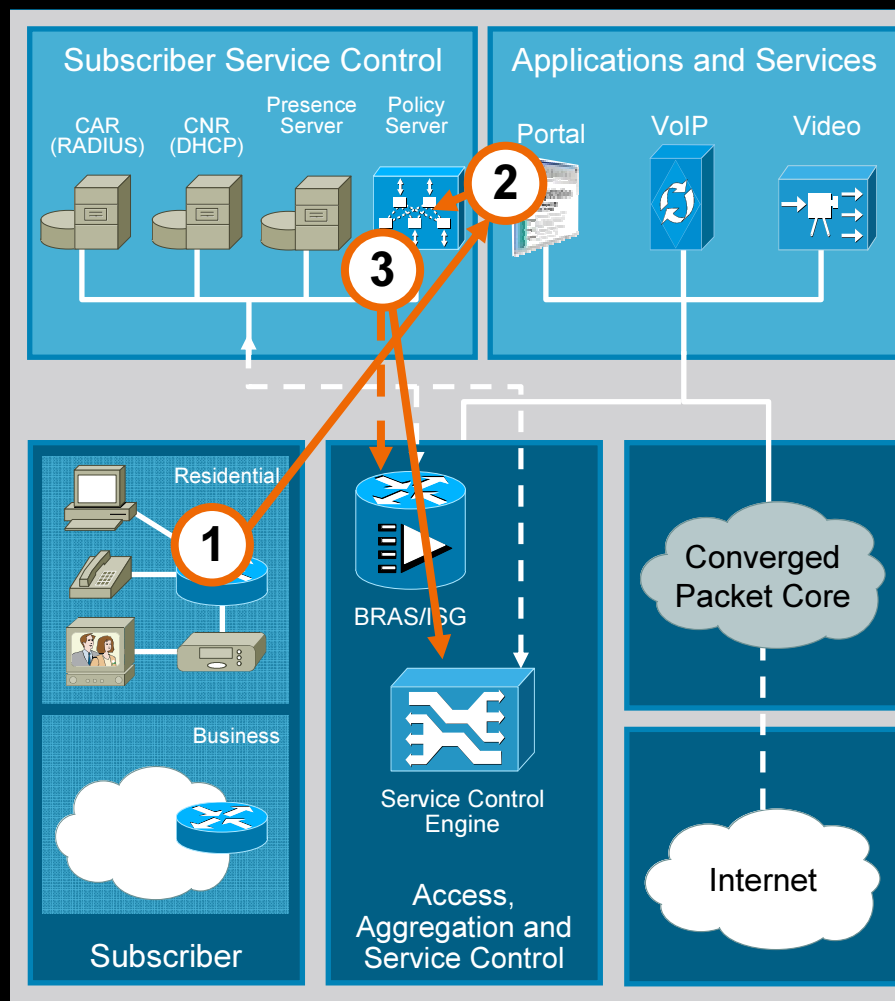 Subscriber Service Control
CAR
(RADIUS)
CNR
(DHCP)
Presence
Server
Policy
Server
Applications and Services
Portal
VoIP
Video
2
3
Residential
1
Business
Subscriber
BRAS/ISG
Service Control
Engine
Access,
Aggregation and
Service Control
Converged
Packet Core
Internet